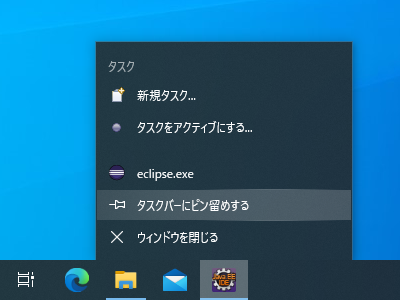 タスク
新規タスク...
タスクをアクティブにする...
eclipse.exe
タスクバーにピン留めする
ウィンドウを閉じる
IDE